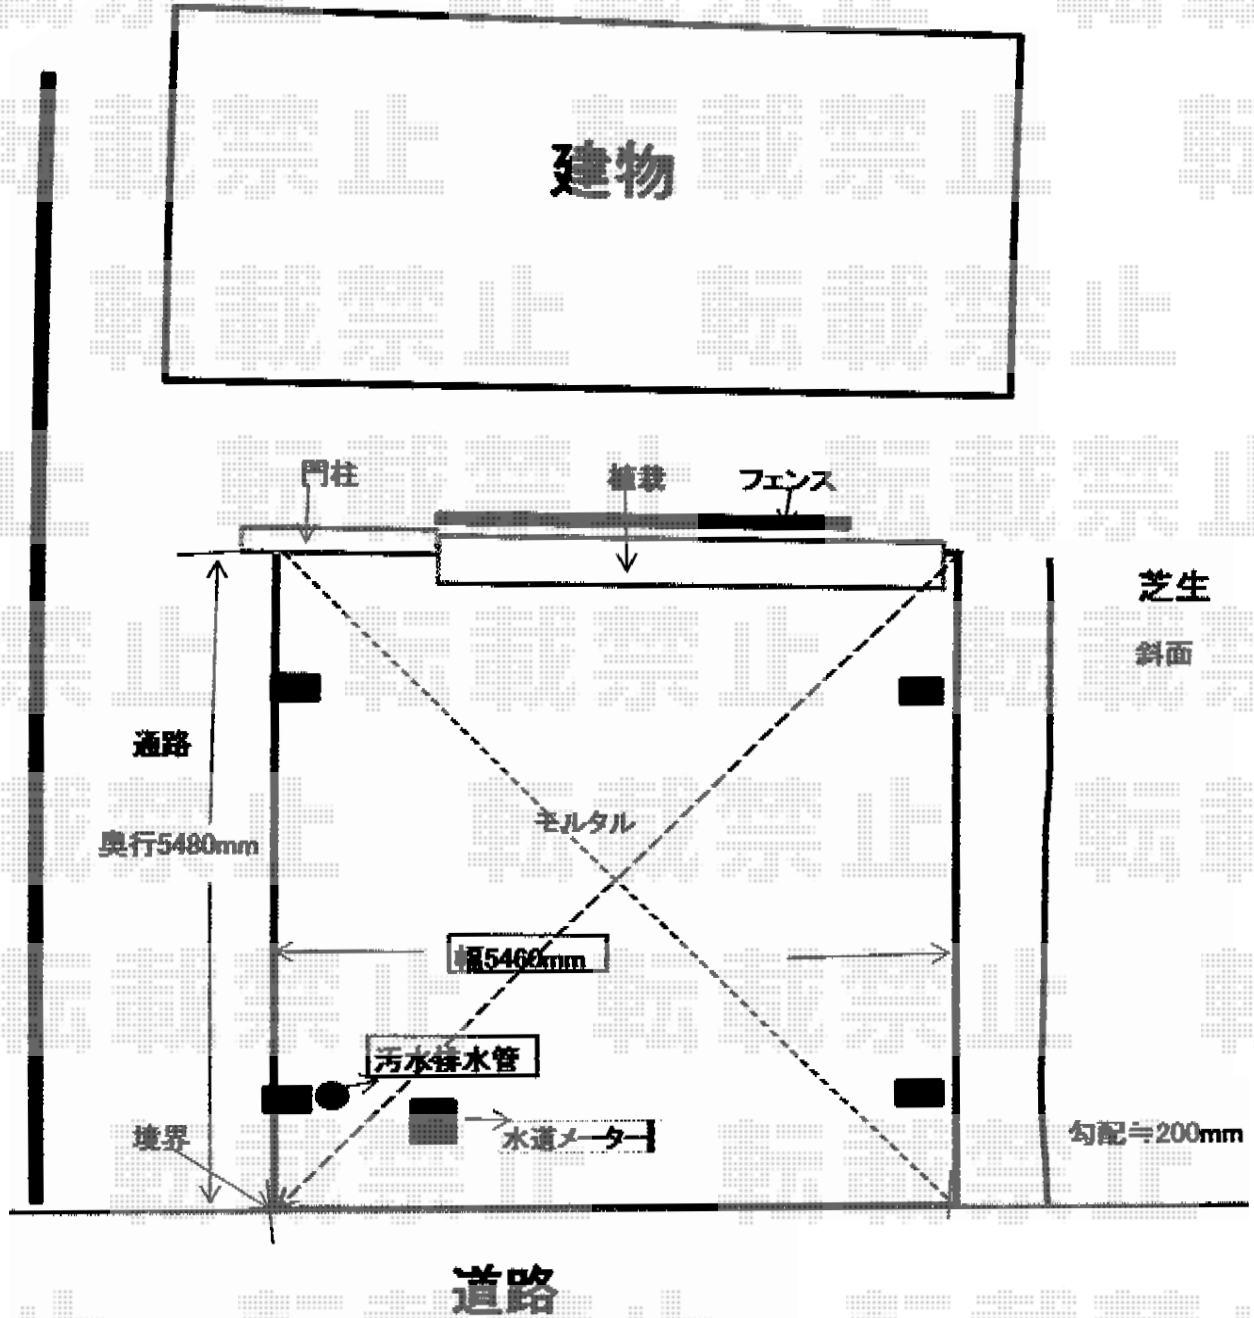 建物
門柱
植栽
フェンス
芝生
斜面
通路
モルタル
奥行5480mm
幅5460mm
汚水排水管
境界
水道メーター
勾配≒200mm
道路
転載禁止